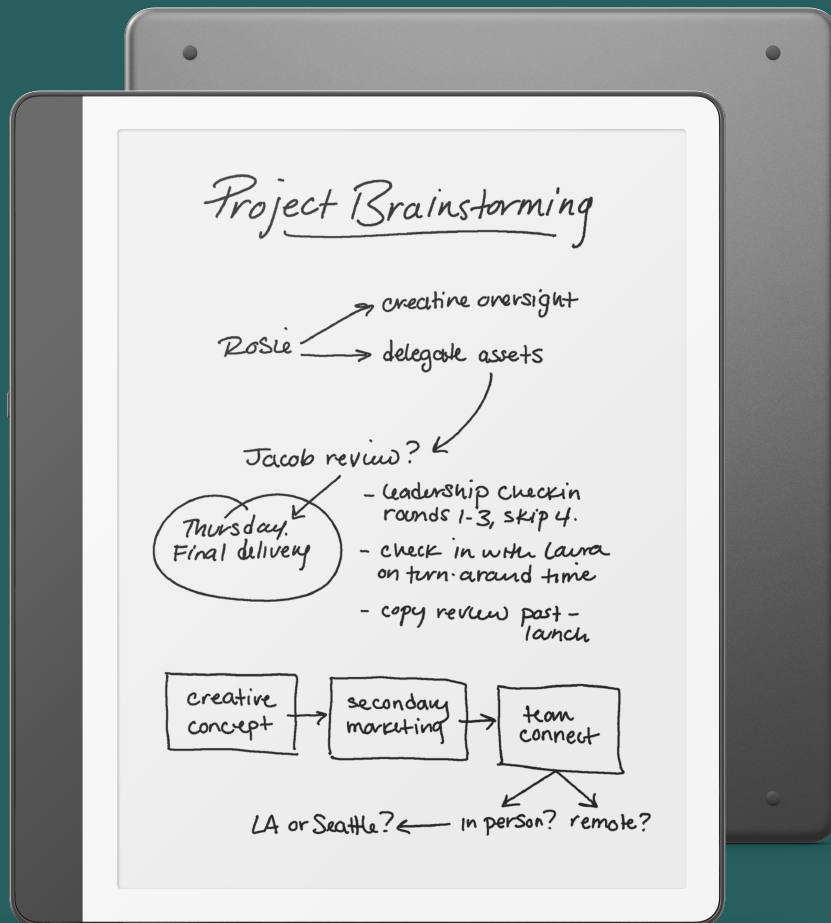 Project Brainstorming
Rosie
creative oversight
delegate assets
Jacob review?
Thursday.
Final delivery
- leadership checkin
rounds 1-3, skip 4.
- check in with Laura
on turn-around time
- copy review post-
launch
creative
concept
secondary
marketing
team
connect
LA or Seattle?
in person?
remote?